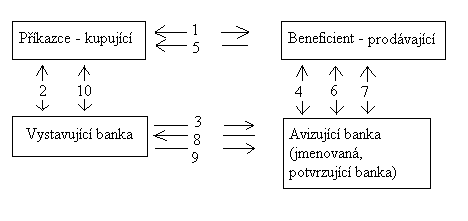 Příkazce - kupující
1
5
Beneficient - prodávající
2 10
4 6 7
Vystavující banka
3
8
9
Avizující banka
(jmenovaná,
potvrzující banka)